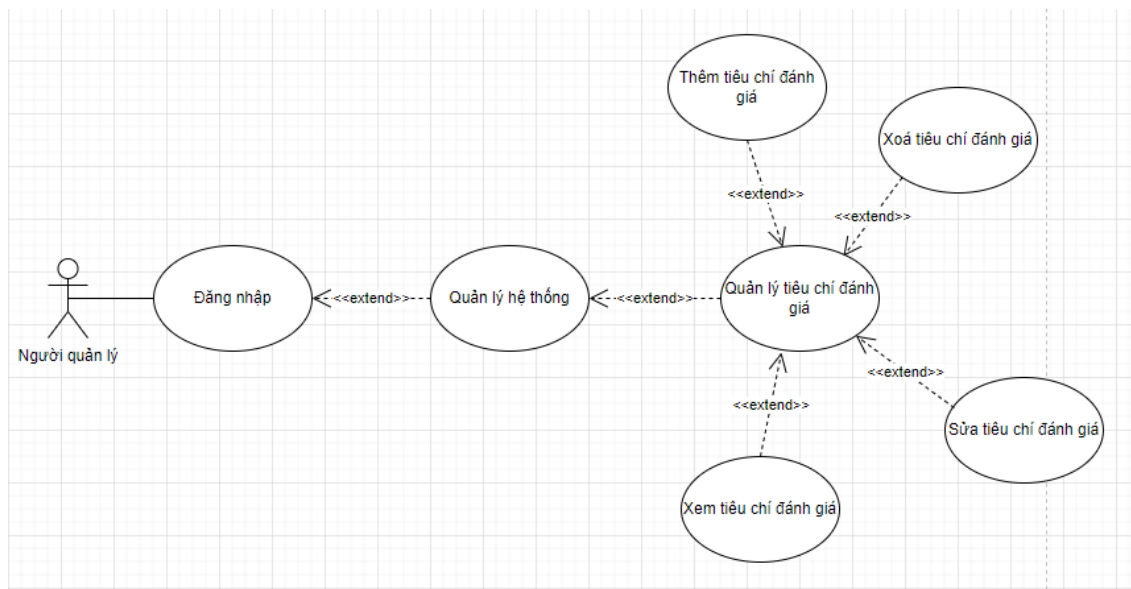 Thêm tiêu chí đánh
giá
Xoá tiêu chí đánh giá
<<extend>>
<<extend>>
Đăng nhập
<<extend>>
Quản lý hệ thống
<<extend>>
Quản lý tiêu chí đánh
giá
Người quản lý
<<extend>>
<<extend>>
Sửa tiêu chí đánh giá
Xem tiêu chí đánh giá